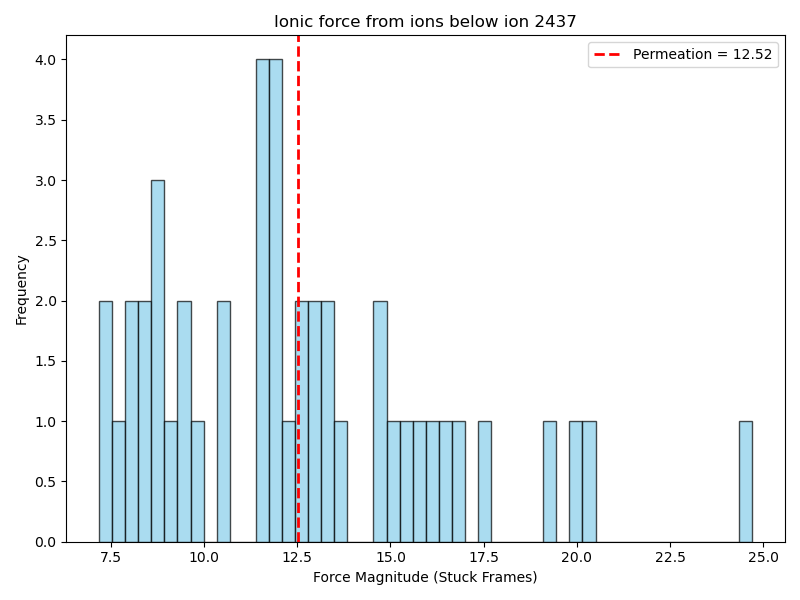 Ionic force from ions below ion 2437
Permeation = 12.52
Frequency
4.0
3.5
3.0
2.5
2.0
1.5
1.0
0.5
0.0
7.5 10.0 12.5 15.0 17.5 20.0 22.5 25.0
Force Magnitude (Stuck Frames)